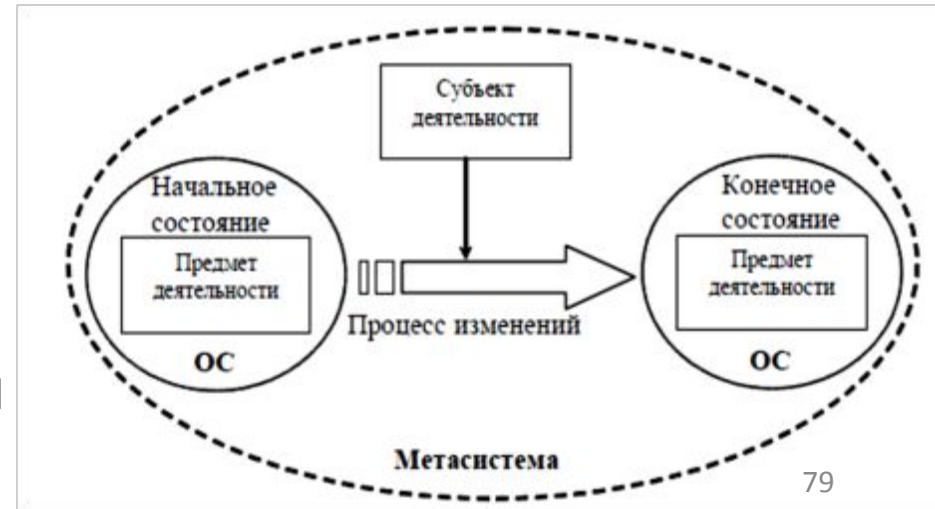 Субъект
деятельности
Начальное
состояние
Предмет
деятельности
ОС
Процесс изменений
Конечное
состояние
Предмет
деятельности
ОС
Метасистема
79